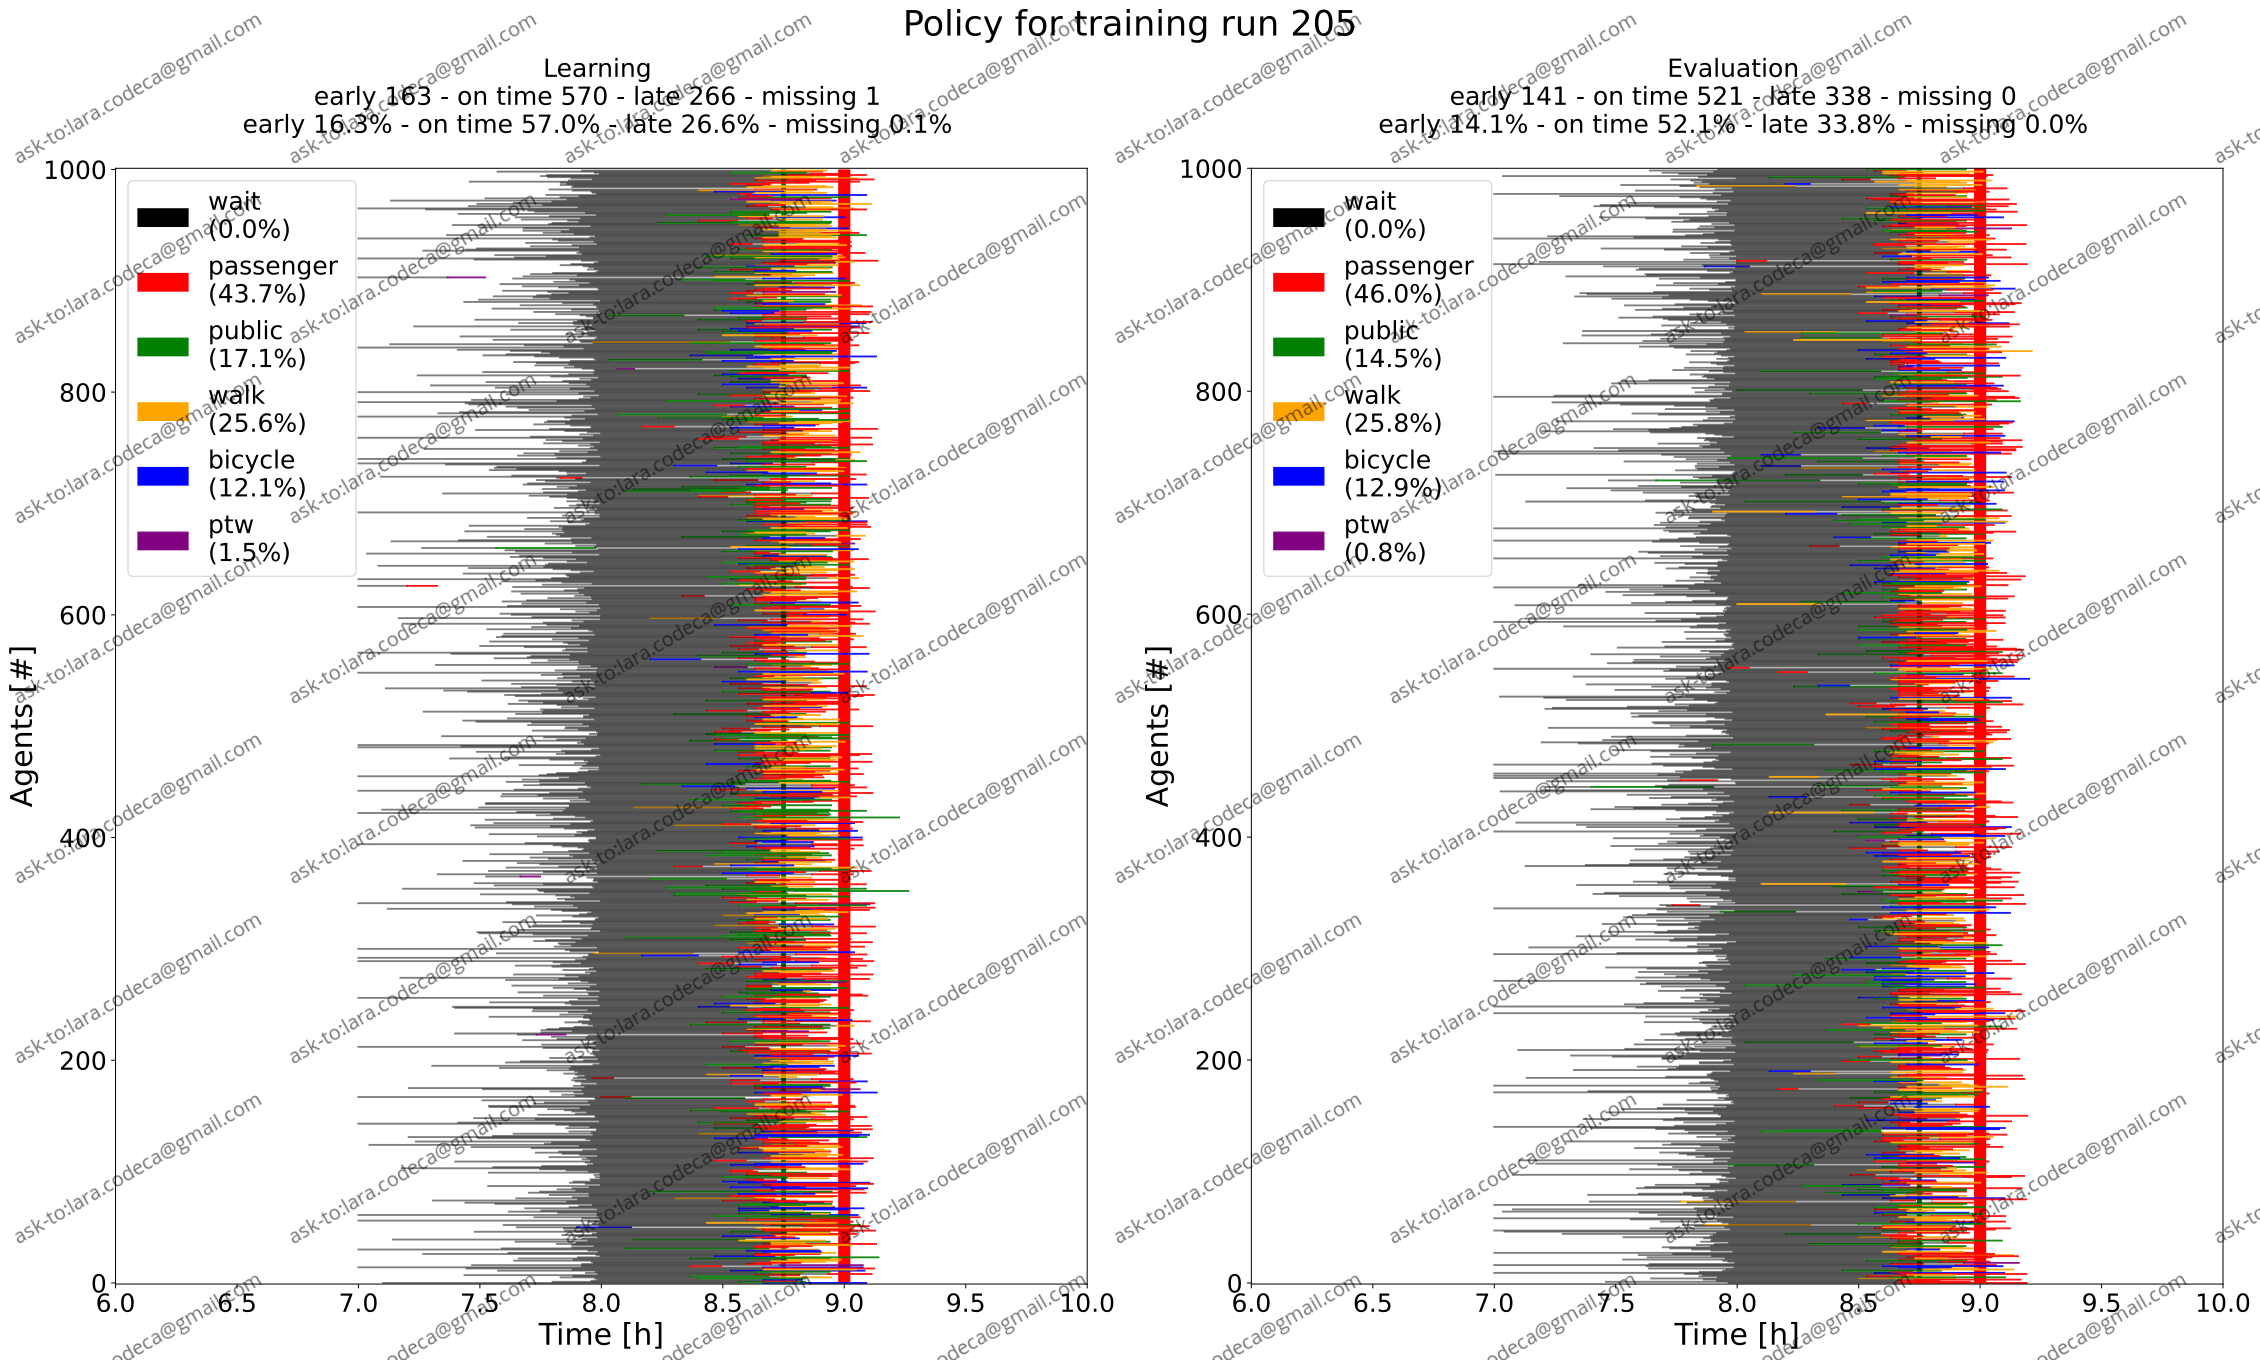 Policy for training run 205
Learning
early 163 - on time 570 - late 266 - missing 1
early 16.3% - on time 57.0% - late 26.6% - missing 0.1%
wait
(0.0%)
passenger
(43.7%)
public
(17.1%)
walk
(25.6%)
bicycle
(12.1%)
ptw
(1.5%)
Agents [#]
1000
800
600
400
200
0
6.0 6.5 7.0 7.5 8.0 8.5 9.0 9.5 10.0
Time [h]
Evaluation
early 141 - on time 521 - late 338 - missing 0
early 14.1% - on time 52.1% - late 33.8% - missing 0.0%
wait
(0.0%)
passenger
(46.0%)
public
(14.5%)
walk
(25.8%)
bicycle
(12.9%)
ptw
(0.8%)
Agents [#]
1000
800
600
400
200
0
6.0 6.5 7.0 7.5 8.0 8.5 9.0 9.5 10.0
Time [h]
ask-to:lara.codeca@gmail.com